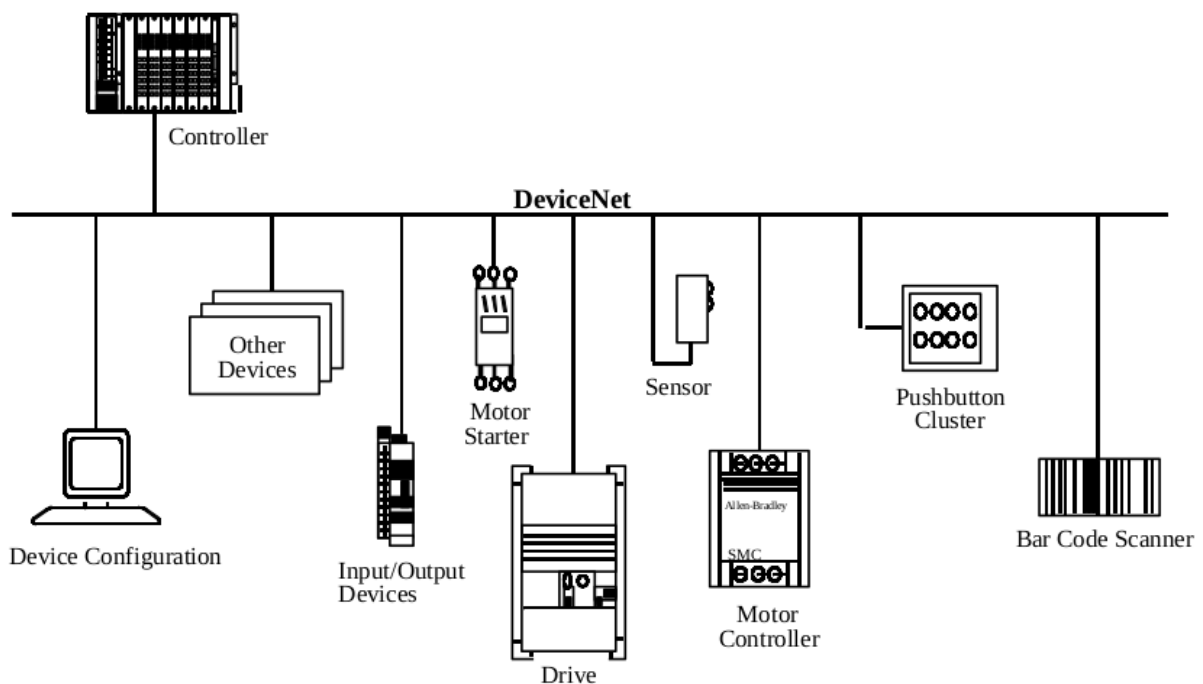 Controller
DeviceNet
Other
Devices
Motor
Starter
Sensor
Pushbutton
Cluster
Allen-Bradley
SMC
Bar Code Scanner
Device Configuration
Input/Output
Devices
Motor
Controller
Drive